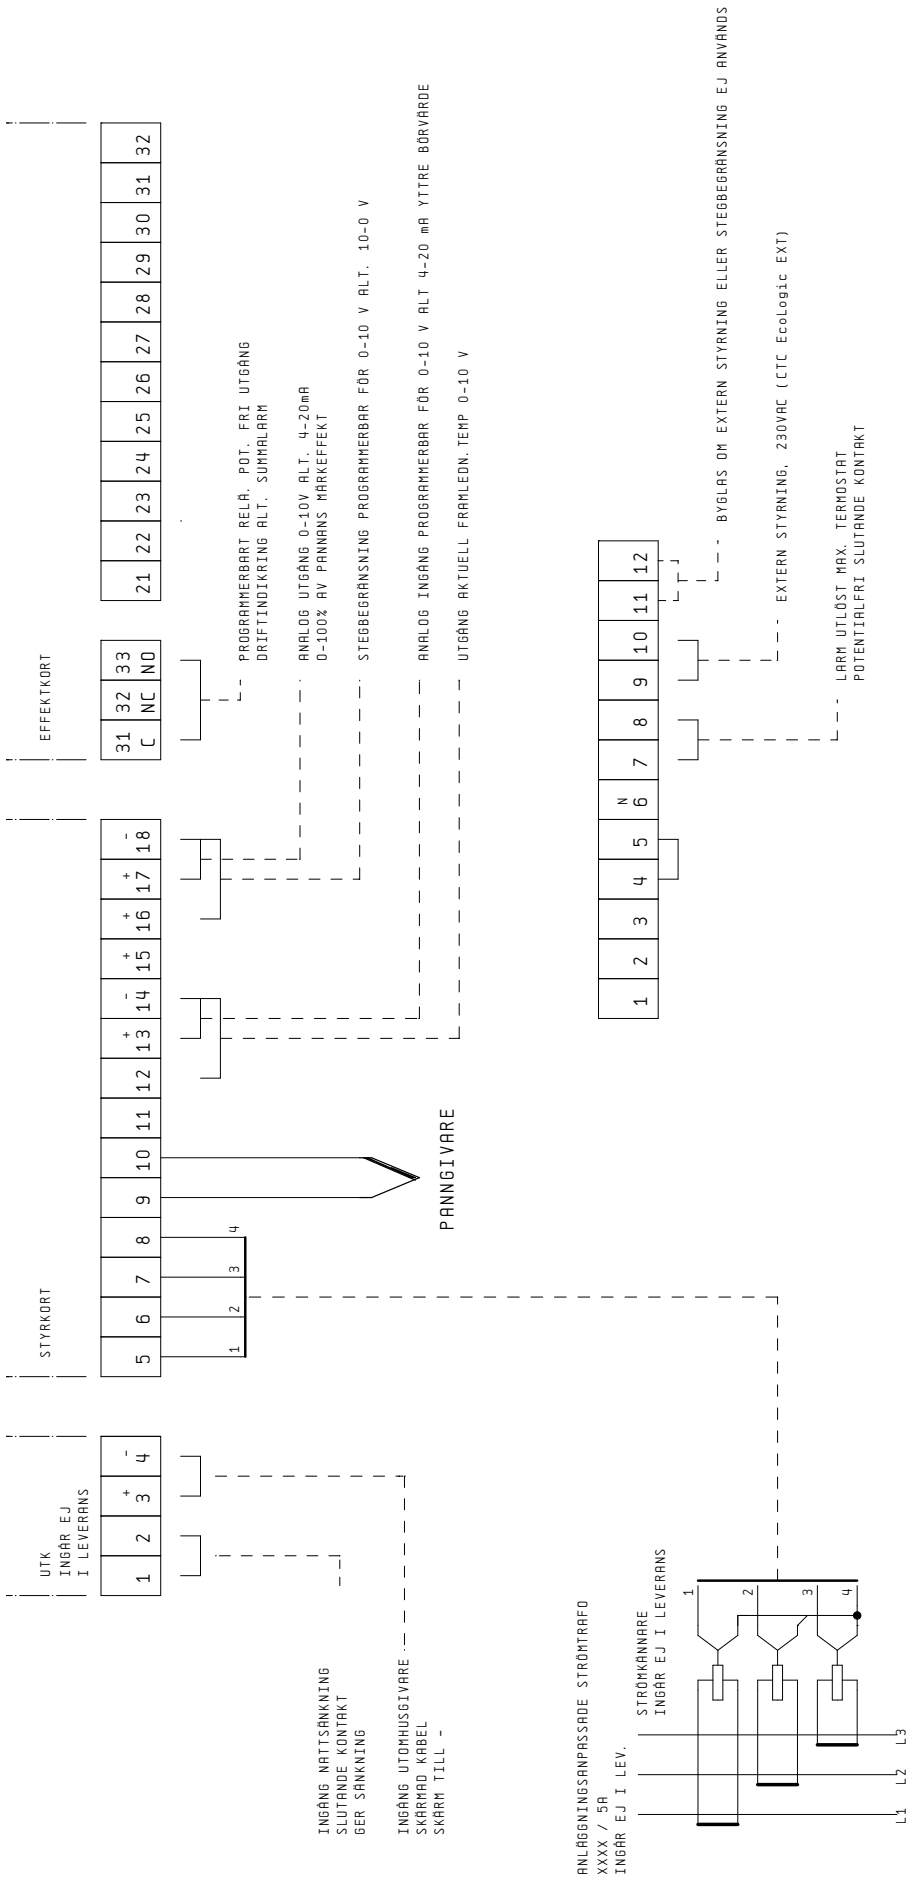 UTK
INGÅR EJ
I LEVERANS
STYRKORT
EFFEKTKORT
+ -
1 2 3 4
+ - + + + -
5 6 7 8 9 10 11 12 13 14 15 16 17 18
31 32 33
C NC NO
21 22 23 24 25 26 27 28 29 30 31 32
1 2 3 4
PANNGIVARE
PROGRAMMERBART RELÄ. POT. FRI UTGÅNG
DRIFTINDIKRING ALT. SUMMALARM
ANALOG UTGÅNG 0-10V ALT. 4-20mA
0-100% AV PANNANS MÄRKEFFEKT
STEGBEGRÄNSNING PROGRAMMERBAR FÖR 0-10 V ALT. 10-0 V
ANALOG INGÅNG PROGRAMMERBAR FÖR 0-10 V ALT 4-20 mA YTTRE BÖRVÄRDE
UTGÅNG AKTUELL FRAMLEDN.TEMP 0-10 V
INGÅNG NATTSÄNKNING
SLUTANDE KONTAKT
GER SÄNKNING
INGÅNG UTOMHUSGIVARE
SKÄRMAD KABEL
SKÄRM TILL -
N
1 2 3 4 5 6 7 8 9 10 11 12
BYGLAS OM EXTERN STYRNING ELLER STEGBEGRÄNSNING EJ ANVÄNDS
EXTERN STYRNING, 230VAC (CTC EcoLogic EXT)
LARM UTLÖST MAX. TERMOSTAT
POTENTIALFRI SLUTANDE KONTAKT
ANLÄGGNINGSANPASSADE STRÖMTRAFO
XXXX / 5A
INGÅR EJ I LEV.
STRÖMKÄNNARE
INGÅR EJ I LEVERANS
1
2
3
4
L1 L2 L3